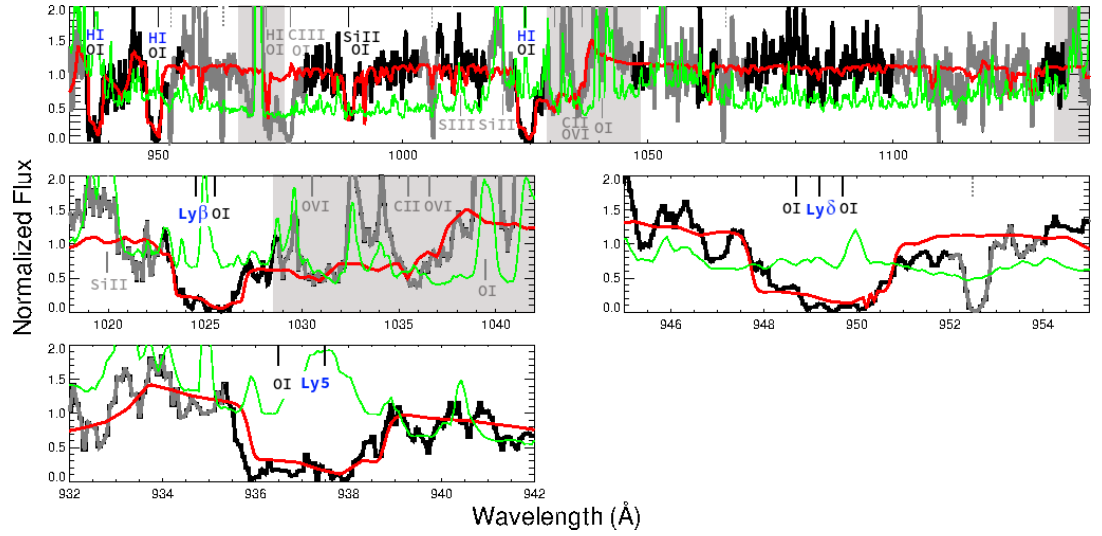 2.0
1.5
1.0
0.5
0.0
HI
OI
HI
OI
HI
OI
CIII
OI
SiII
OI
SIII
SiII
HI
OI
CII
OVI
OI
950
1000
1050
1100
Normalized Flux
2.0
1.5
1.0
0.5
0.0
SiII
Lyβ
OI
OVI
CII
OVI
OI
1020
1025
1030
1035
1040
2.0
1.5
1.0
0.5
0.0
OI
Lyδ
OI
946
948
950
952
954
2.0
1.5
1.0
0.5
0.0
OI
Ly5
932
934
936
938
940
942
Wavelength (Å)